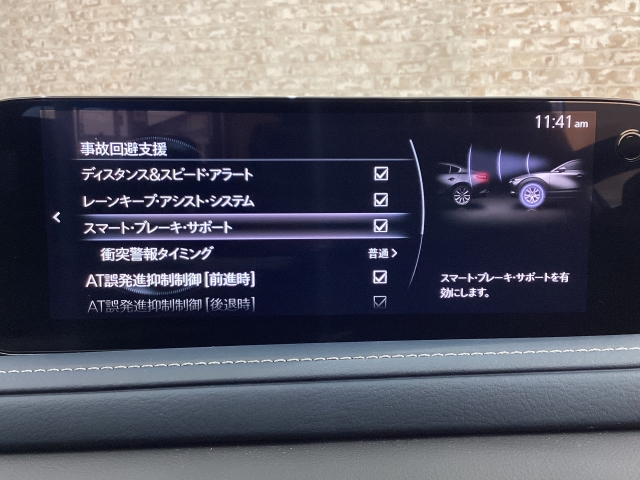 11:41 am
事故回避支援
ディスタンス&スピード・アラート
レーンキープ・アシスト・システム
スマート・ブレーキ・サポート
衝突警報タイミング 普通
AT誤発進抑制制御[前進時]
AT誤発進抑制制御[後退時]
スマート・ブレーキ・サポートを有
効にします。